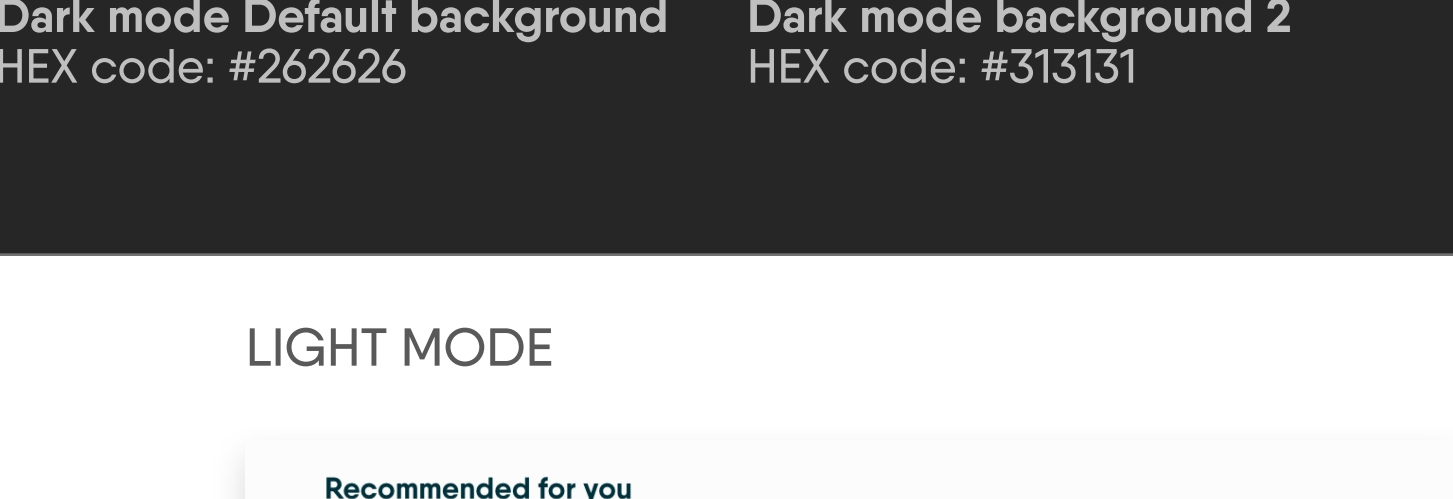 Dark mode Default background
HEX code: #262626
Dark mode background 2
HEX code: #313131
LIGHT MODE
Recommended for you